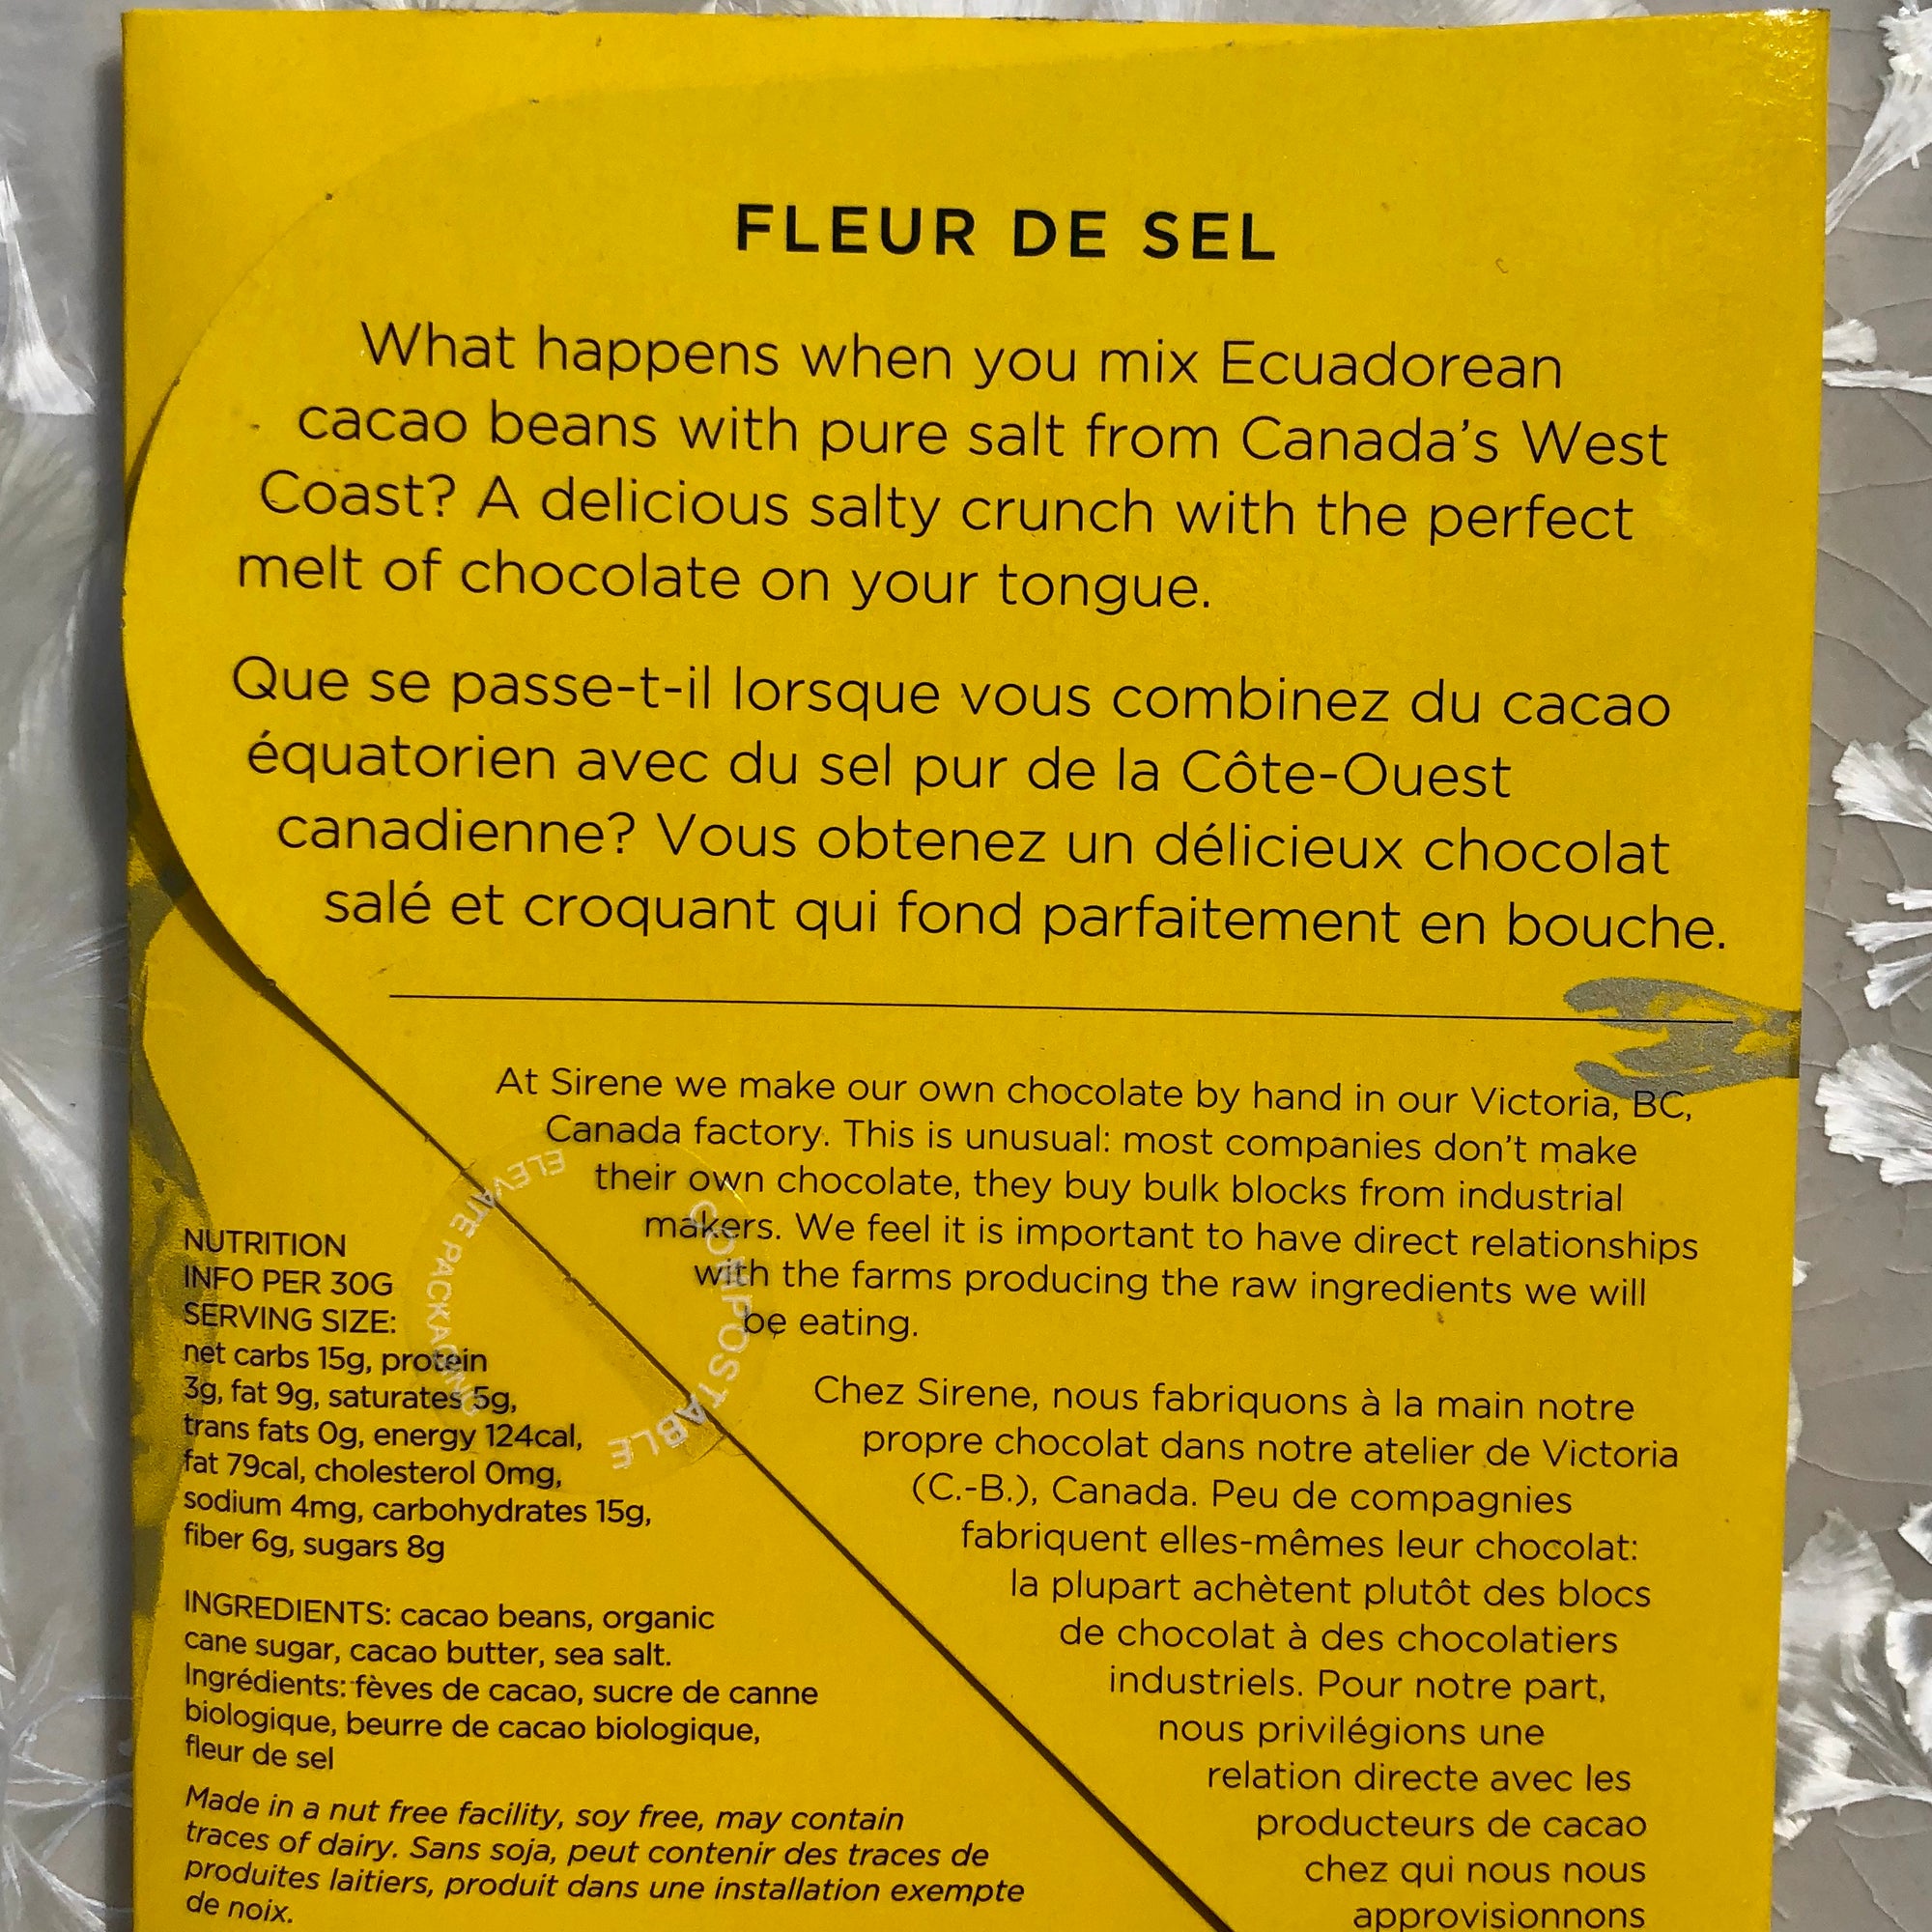 FLEUR DE SEL
What happens when you mix Ecuadorean
cacao beans with pure salt from Canada's West
Coast? A delicious salty crunch with the perfect
melt of chocolate on your tongue.
Que se passe-t-il lorsque vous combinez du cacao
équatorien avec du sel pur de la Côte-Ouest
canadienne? Vous obtenez un délicieux chocolat
salé et croquant qui fond parfaitement en bouche.
At Sirene we make our own chocolate by hand in our Victoria, BC,
Canada factory. This is unusual: most companies don't make
their own chocolate, they buy bulk blocks from industrial
makers. We feel it is important to have direct relationships
with the farms producing the raw ingredients we will
be eating.
Chez Sirene, nous fabriquons à la main notre
propre chocolat dans notre atelier de Victoria
(C.-B.), Canada. Peu de compagnies
fabriquent elles-mêmes leur chocolat:
la plupart achètent plutôt des blocs
de chocolat à des chocolatiers
industriels. Pour notre part,
nous privilégions une
relation directe avec les
producteurs de cacao
chez qui nous nous
approvisionnons
ELEVATE PACKAGING
COMPOSTABLE
NUTRITION
INFO PER 30G
SERVING SIZE:
net carbs 15g, protein
3g, fat 9g, saturates 5g,
trans fats 0g, energy 124cal,
fat 79cal, cholesterol 0mg,
sodium 4mg, carbohydrates 15g,
fiber 6g, sugars 8g
INGREDIENTS: cacao beans, organic
cane sugar, cacao butter, sea salt.
Ingrédients: fèves de cacao, sucre de canne
biologique, beurre de cacao biologique,
fleur de sel
Made in a nut free facility, soy free, may contain
traces of dairy. Sans soja, peut contenir des traces de
produites laitiers, produit dans une installation exempte
de noix.